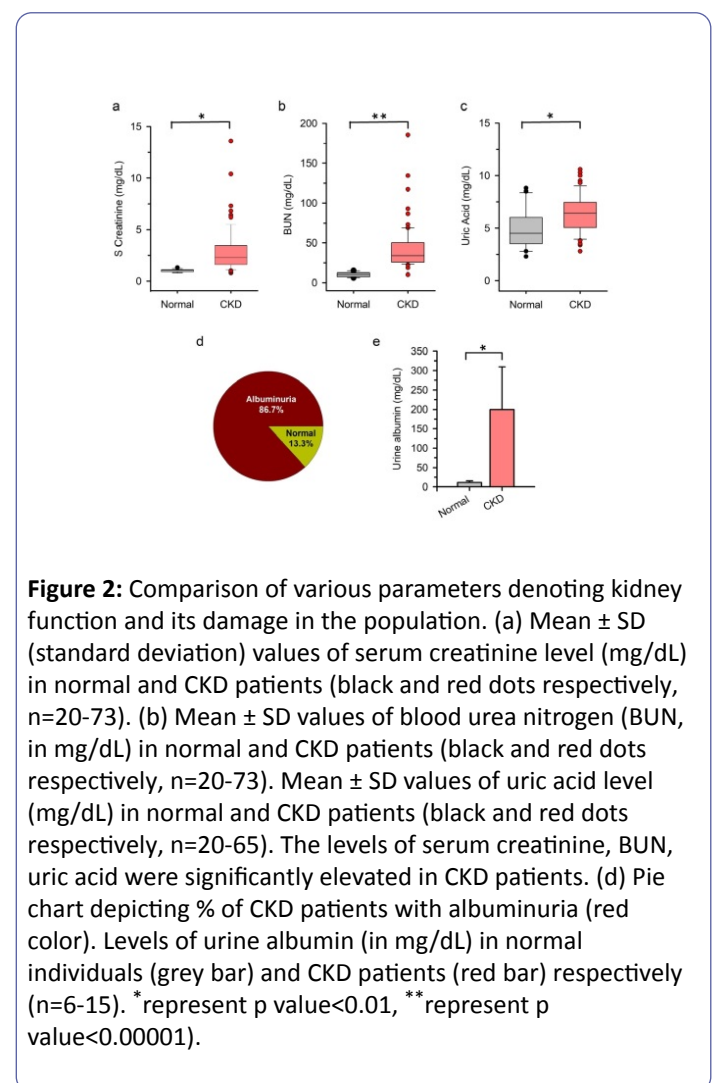 a
*
S Creatinine (mg/dL)
15
10
5
0
Normal CKD
b
**
BUN (mg/dL)
200
150
100
50
0
Normal CKD
c
*
Uric Acid (mg/dL)
15
10
5
0
Normal CKD
d
Albuminuria
86.7%
Normal
13.3%
e
*
Urine albumin (mg/dL)
350
300
250
200
150
100
50
0
Normal CKD
Figure 2: Comparison of various parameters denoting kidney
function and its damage in the population. (a) Mean ± SD
(standard deviation) values of serum creatinine level (mg/dL)
in normal and CKD patients (black and red dots respectively,
n=20-73). (b) Mean ± SD values of blood urea nitrogen (BUN,
in mg/dL) in normal and CKD patients (black and red dots
respectively, n=20-73). Mean ± SD values of uric acid level
(mg/dL) in normal and CKD patients (black and red dots
respectively, n=20-65). The levels of serum creatinine, BUN,
uric acid were significantly elevated in CKD patients. (d) Pie
chart depicting % of CKD patients with albuminuria (red
color). Levels of urine albumin (in mg/dL) in normal
individuals (grey bar) and CKD patients (red bar) respectively
(n=6-15). *represent p value<0.01, **represent p
value<0.00001).